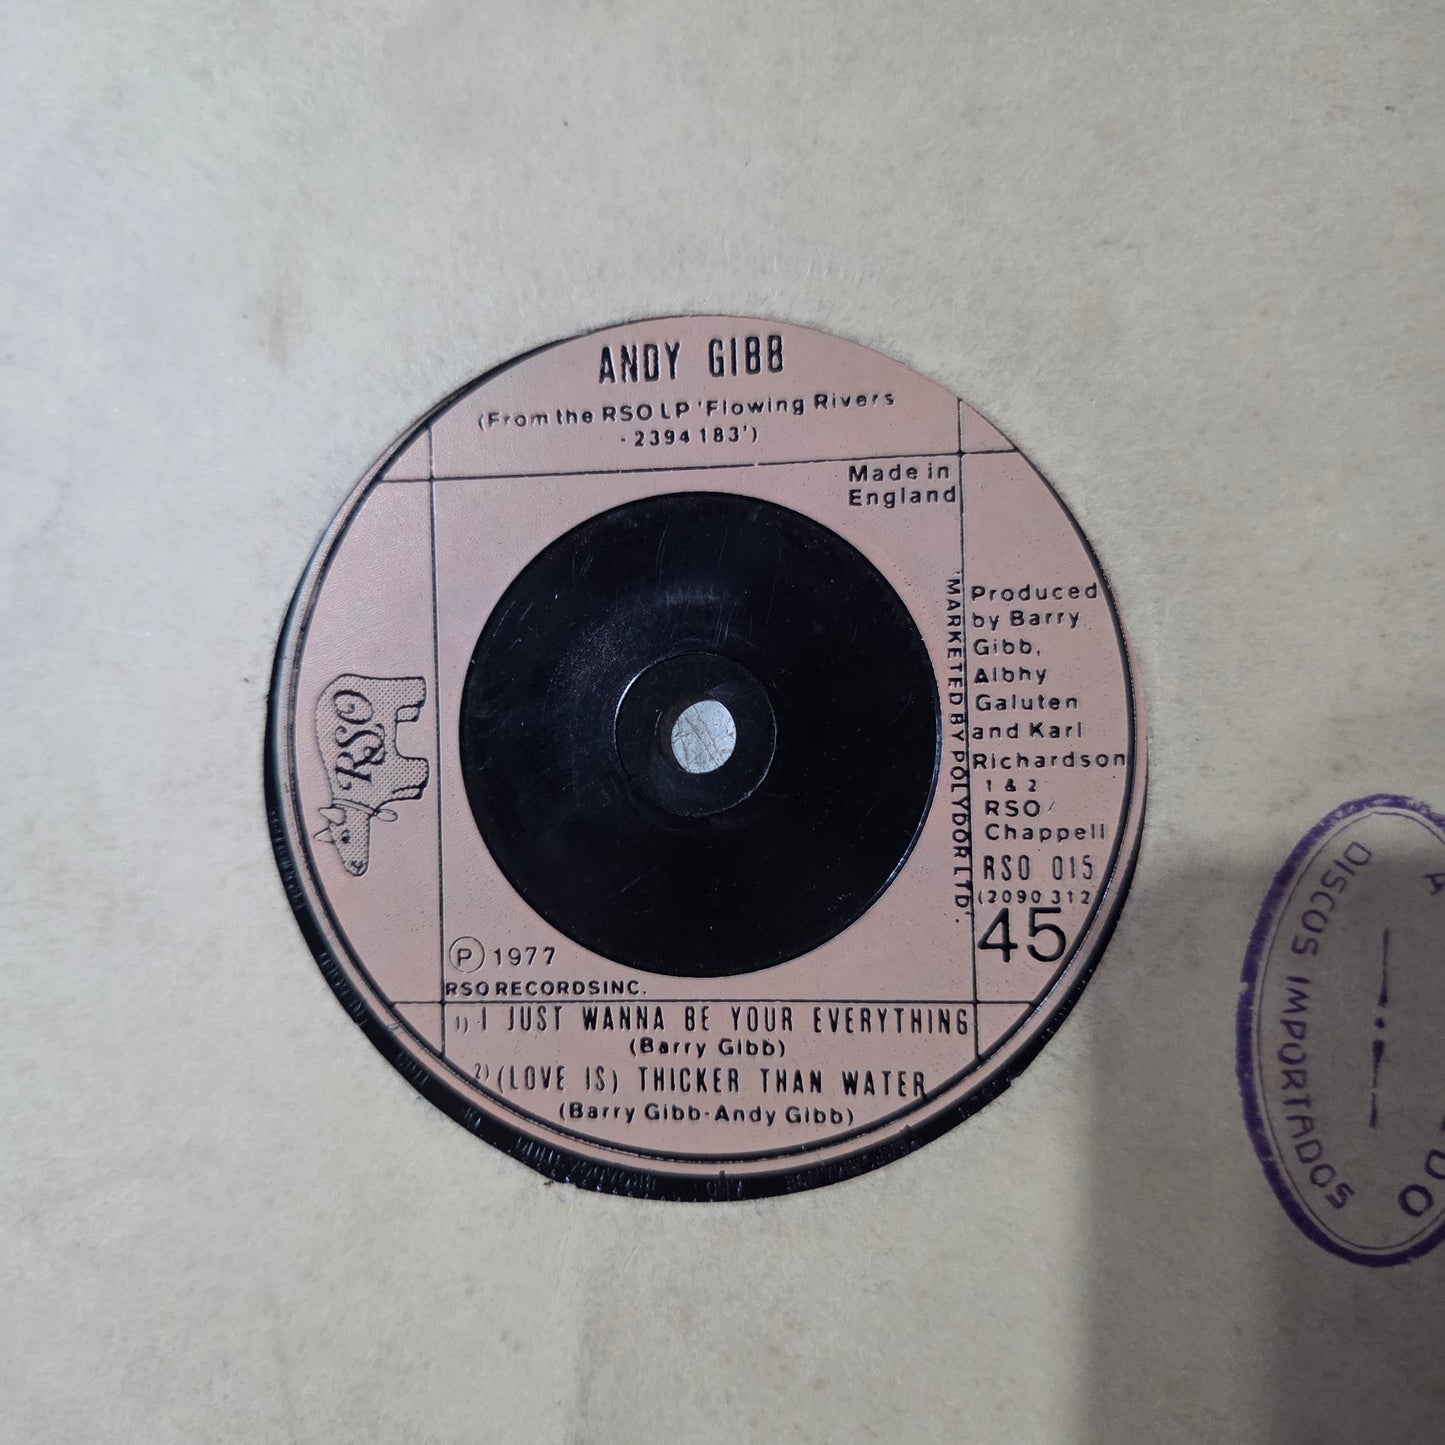 ANDY GIBB
(From the RSO LP 'Flowing Rivers
- 2394 183')
Made in
England
'MARKETED BY POLYDOR LTD'.
Produced
by Barry
Gibb,
Albhy
Galuten
and Karl
Richardson
1 & 2
RSO/
Chappell
RSO 015
(2090 312)
45
RSO
Ⓟ 1977
RSO RECORDS INC.
1) I JUST WANNA BE YOUR EVERYTHING
(Barry Gibb)
2) (LOVE IS) THICKER THAN WATER
(Barry Gibb-Andy Gibb)
DISCOS IMPORTADOS